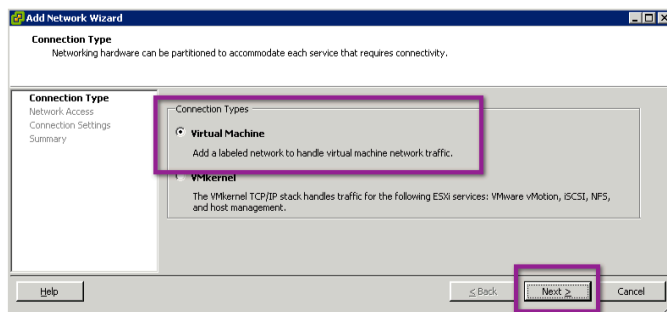 Add Network Wizard
Connection Type
Networking hardware can be partitioned to accommodate each service that requires connectivity.
Connection Type
Network Access
Connection Settings
Summary
Connection Types
Virtual Machine
Add a labeled network to handle virtual machine network traffic.
VMkernel
The VMkernel TCP/IP stack handles traffic for the following ESXi services: VMware vMotion, iSCSI, NFS,
and host management.
Help
< Back
Next >
Cancel